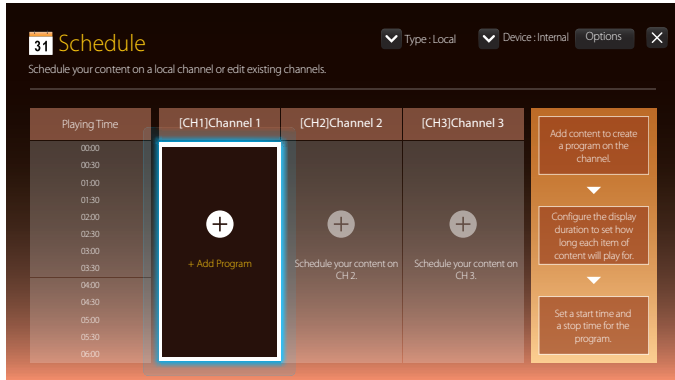 31 Schedule
Type : Local
Device : Internal
Options
Schedule your content on a local channel or edit existing channels.
Playing Time
[CH1]Channel 1
[CH2]Channel 2
[CH3]Channel 3
00:00
00:30
01:00
01:30
02:00
02:30
03:00
03:30
04:00
04:30
05:00
05:30
06:00
+ Add Program
Schedule your content on
CH 2.
Schedule your content on
CH 3.
Add content to create
a program on the
channel.
Configure the display
duration to set how
long each item of
content will play for.
Set a start time and
a stop time for the
program.